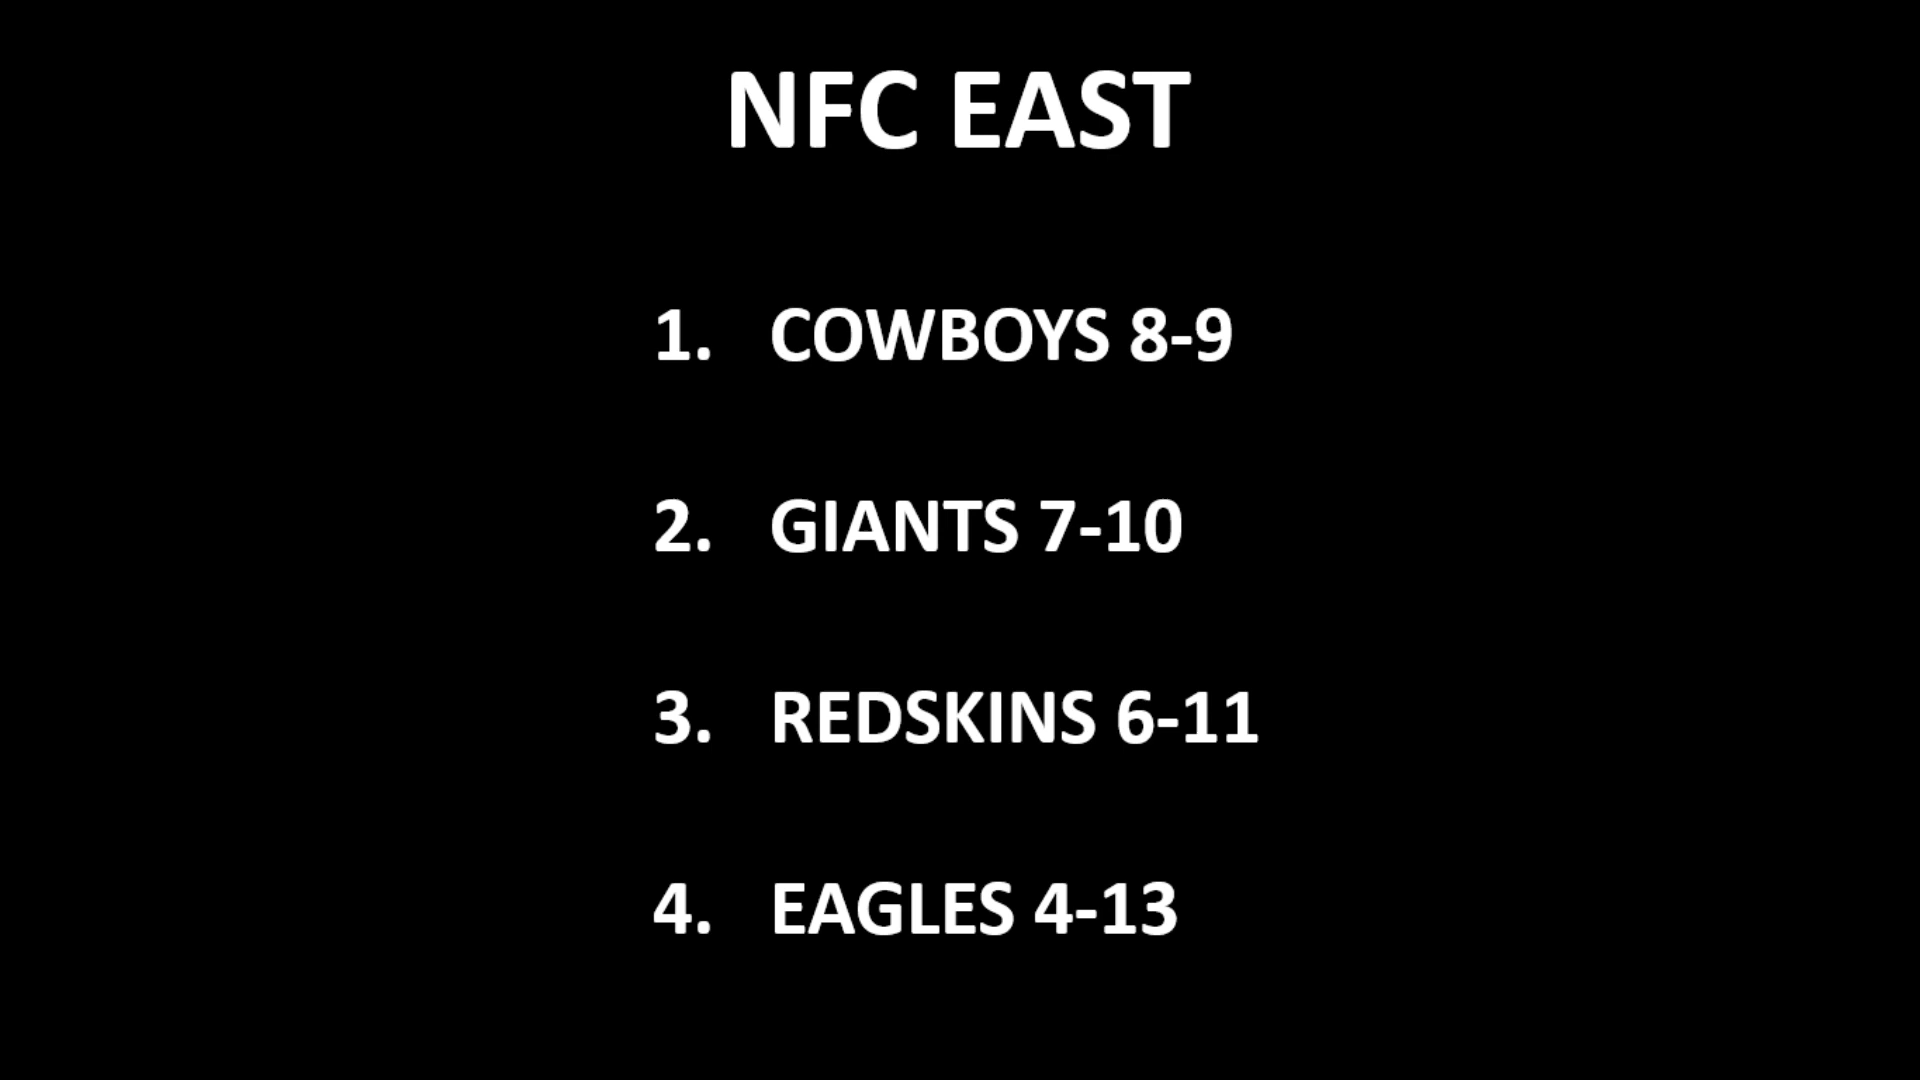 NFC EAST
1. COWBOYS 8-9
2. GIANTS 7-10
3. REDSKINS 6-11
4. EAGLES 4-13